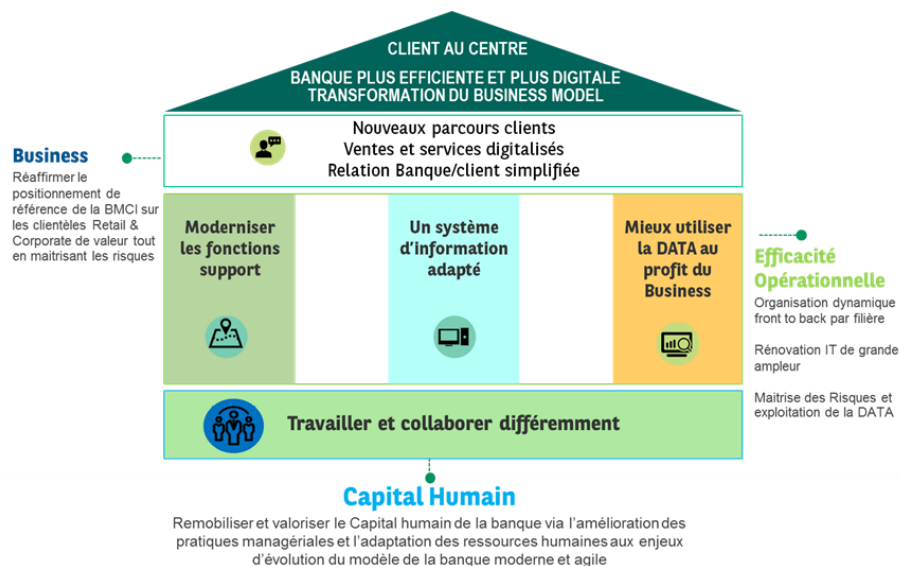 CLIENT AU CENTRE
BANQUE PLUS EFFICIENTE ET PLUS DIGITALE
TRANSFORMATION DU BUSINESS MODEL
Nouveaux parcours clients
Ventes et services digitalisés
Relation Banque/client simplifiée
Business
Réaffirmer le
positionnement de
référence de la BMCI sur
les clientèles Retail &
Corporate de valeur tout
en maitrisant les risques
Moderniser
les fonctions
support
Un système
d'information
adapté
Mieux utiliser
la DATA au
profit du
Business
Efficacité
Opérationnelle
Organisation dynamique
front to back par filière
Rénovation IT de grande
ampleur
Maitrise des Risques et
exploitation de la DATA
Travailler et collaborer différemment
Capital Humain
Remobiliser et valoriser le Capital humain de la banque via l'amélioration des
pratiques managériales et l'adaptation des ressources humaines aux enjeux
d'évolution du modèle de la banque moderne et agile